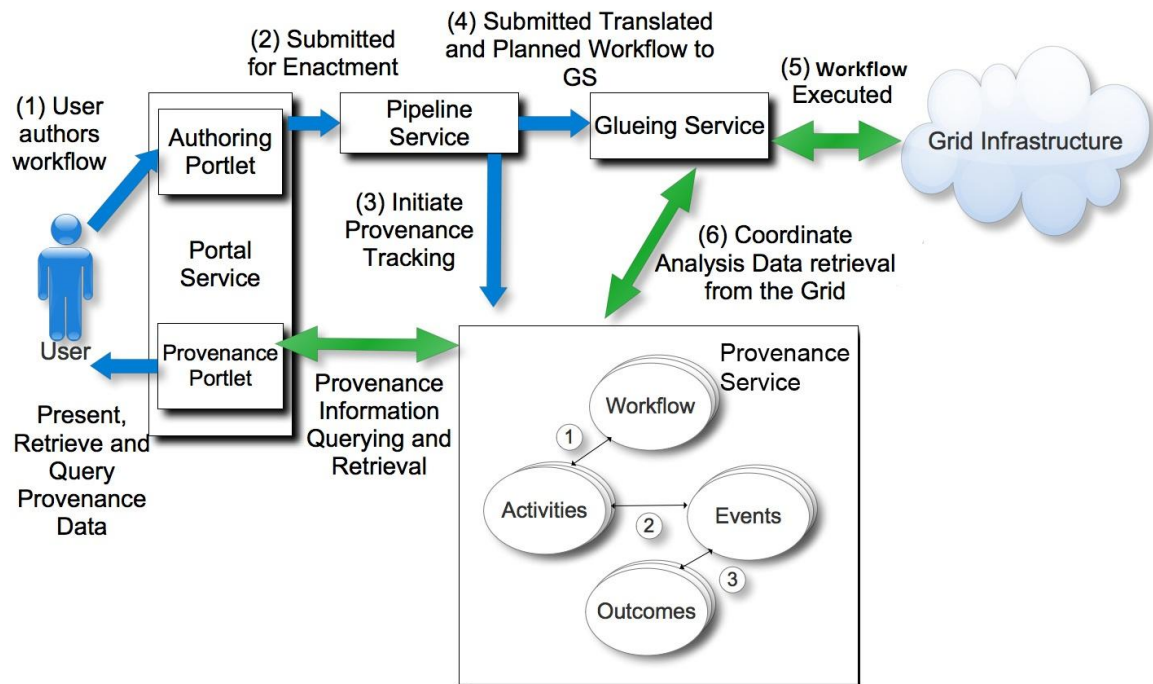 (1) User
authors
workflow
(2) Submitted
for Enactment
(4) Submitted Translated
and Planned Workflow to
GS
(5) Workflow
Executed
Authoring
Portlet
Pipeline
Service
Glueing Service
Grid Infrastructure
(3) Initiate
Provenance
Tracking
Portal
Service
(6) Coordinate
Analysis Data retrieval
from the Grid
User
Provenance
Portlet
Present,
Retrieve and
Query
Provenance
Data
Provenance
Information
Querying and
Retrieval
Provenance
Service
Workflow
1
Activities
2
Events
3
Outcomes